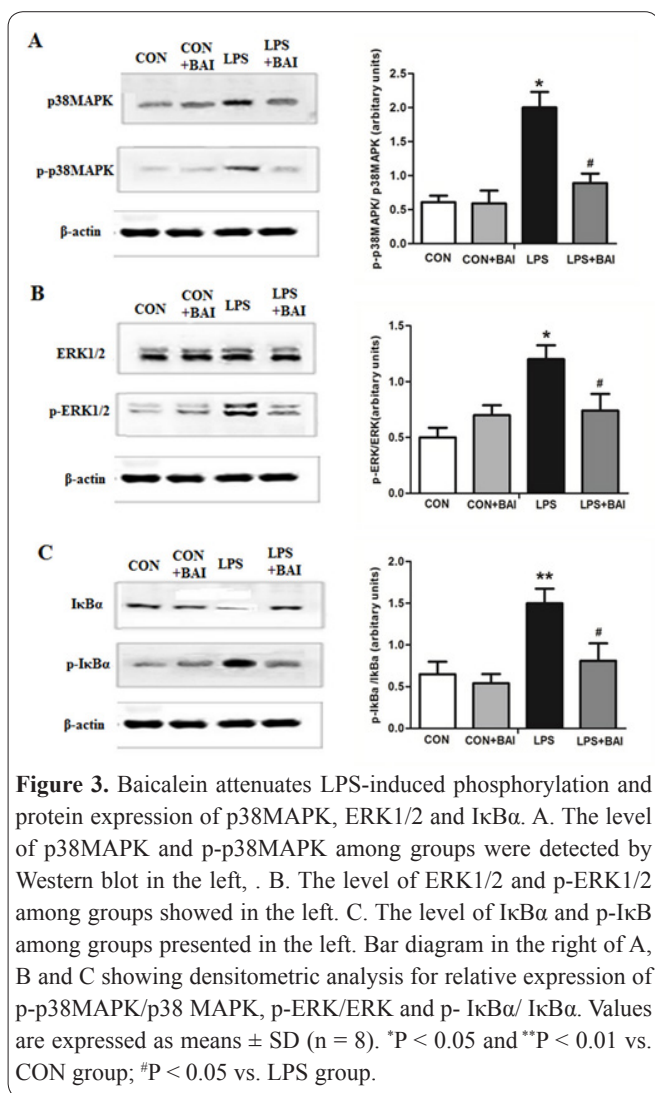 A
CON
CON
+BAI
LPS
LPS
+BAI
p38MAPK
p-p38MAPK
β-actin
p-p38MAPK/ p38MAPK (arbitary units)
2.5
2.0
1.5
1.0
0.5
0.0
*
#
CON
CON+BAI
LPS
LPS+BAI
B
CON
CON
+BAI
LPS
LPS
+BAI
ERK1/2
p-ERK1/2
β-actin
p-ERK/ERK(arbitary units)
1.5
1.0
0.5
0.0
*
#
CON
CON+BAI
LPS
LPS+BAI
C
CON
CON
+BAI
LPS
LPS
+BAI
IκBα
p-IκBα
β-actin
p-IkBa /IkBa (arbitary units)
1.5
1.0
0.5
0.0
**
#
CON
CON+BAI
LPS
LPS+BAI
Figure 3. Baicalein attenuates LPS-induced phosphorylation and
protein expression of p38MAPK, ERK1/2 and IκBα. A. The level
of p38MAPK and p-p38MAPK among groups were detected by
Western blot in the left, . B. The level of ERK1/2 and p-ERK1/2
among groups showed in the left. C. The level of IκBα and p-IκB
among groups presented in the left. Bar diagram in the right of A,
B and C showing densitometric analysis for relative expression of
p-p38MAPK/p38 MAPK, p-ERK/ERK and p- IκBα/ IκBα. Values
are expressed as means ± SD (n = 8). *P < 0.05 and **P < 0.01 vs.
CON group; #P < 0.05 vs. LPS group.